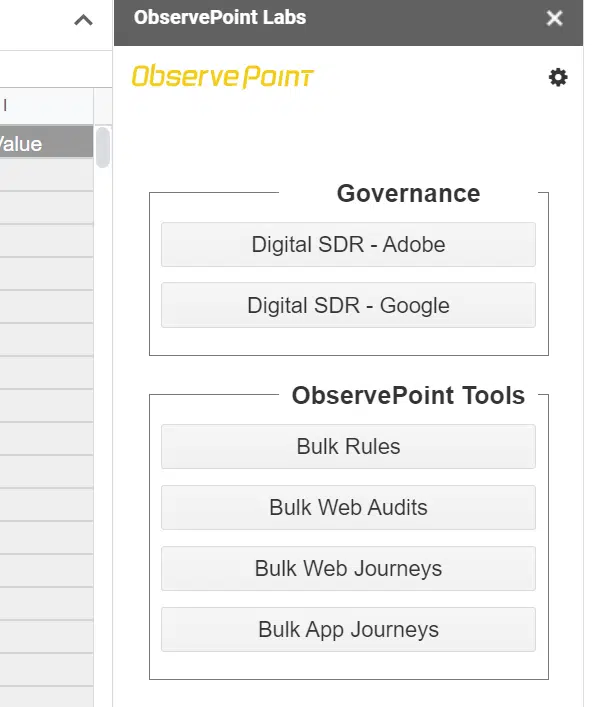 ObservePoint Labs
ObservePoint
I
Value
Governance
Digital SDR - Adobe
Digital SDR - Google
ObservePoint Tools
Bulk Rules
Bulk Web Audits
Bulk Web Journeys
Bulk App Journeys